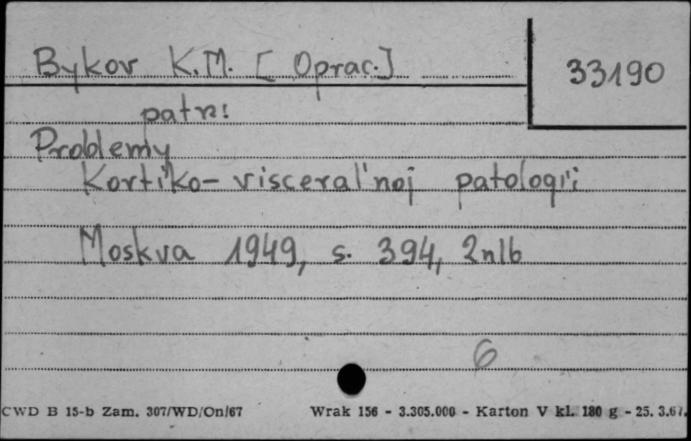 Bykov K.M. [Oprac.]
33190
patrz:
Problemy
Kortiko-visceral'noj patologii
Moskva 1949, s. 394, 2nlb
6
CWD B 15-b Zam. 307/WD/On/67
Wrak 156 - 3.305.000 - Karton V kl. 180 g - 25. 3.67.